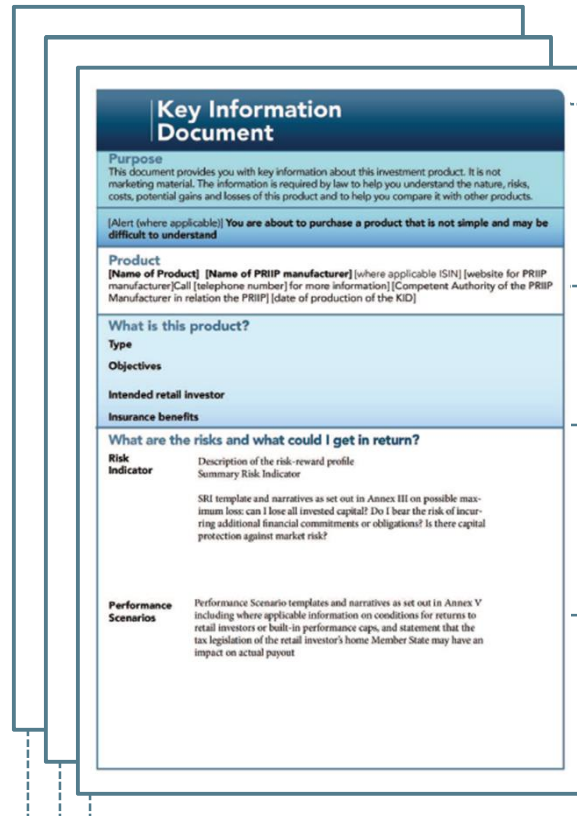 Key Information
Document
Purpose
This document provides you with key information about this investment product. It is not
marketing material. The information is required by law to help you understand the nature, risks,
costs, potential gains and losses of this product and to help you compare it with other products.
[Alert (where applicable)] You are about to purchase a product that is not simple and may be
difficult to understand
Product
[Name of Product] [Name of PRIIP manufacturer] [where applicable ISIN] [website for PRIIP
manufacturer]Call [telephone number] for more information] [Competent Authority of the PRIIP
Manufacturer in relation the PRIIP] [date of production of the KID]
What is this product?
Type
Objectives
Intended retail investor
Insurance benefits
What are the risks and what could I get in return?
Risk
Indicator
Description of the risk-reward profile
Summary Risk Indicator
SRI template and narratives as set out in Annex III on possible max-
imum loss: can I lose all invested capital? Do I bear the risk of incur-
ring additional financial commitments or obligations? Is there capital
protection against market risk?
Performance
Scenarios
Performance Scenario templates and narratives as set out in Annex V
including where applicable information on conditions for returns to
retail investors or built-in performance caps, and statement that the
tax legislation of the retail investor's home Member State may have an
impact on actual payout